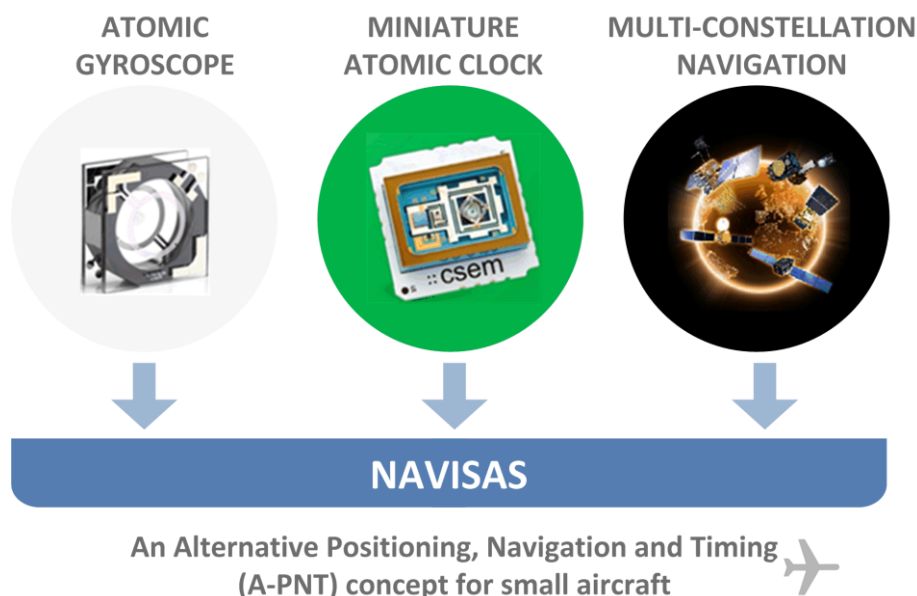 ATOMIC
GYROSCOPE
MINIATURE
ATOMIC CLOCK
MULTI-CONSTELLATION
NAVIGATION
:: csem
NAVISAS
An Alternative Positioning, Navigation and Timing
(A-PNT) concept for small aircraft